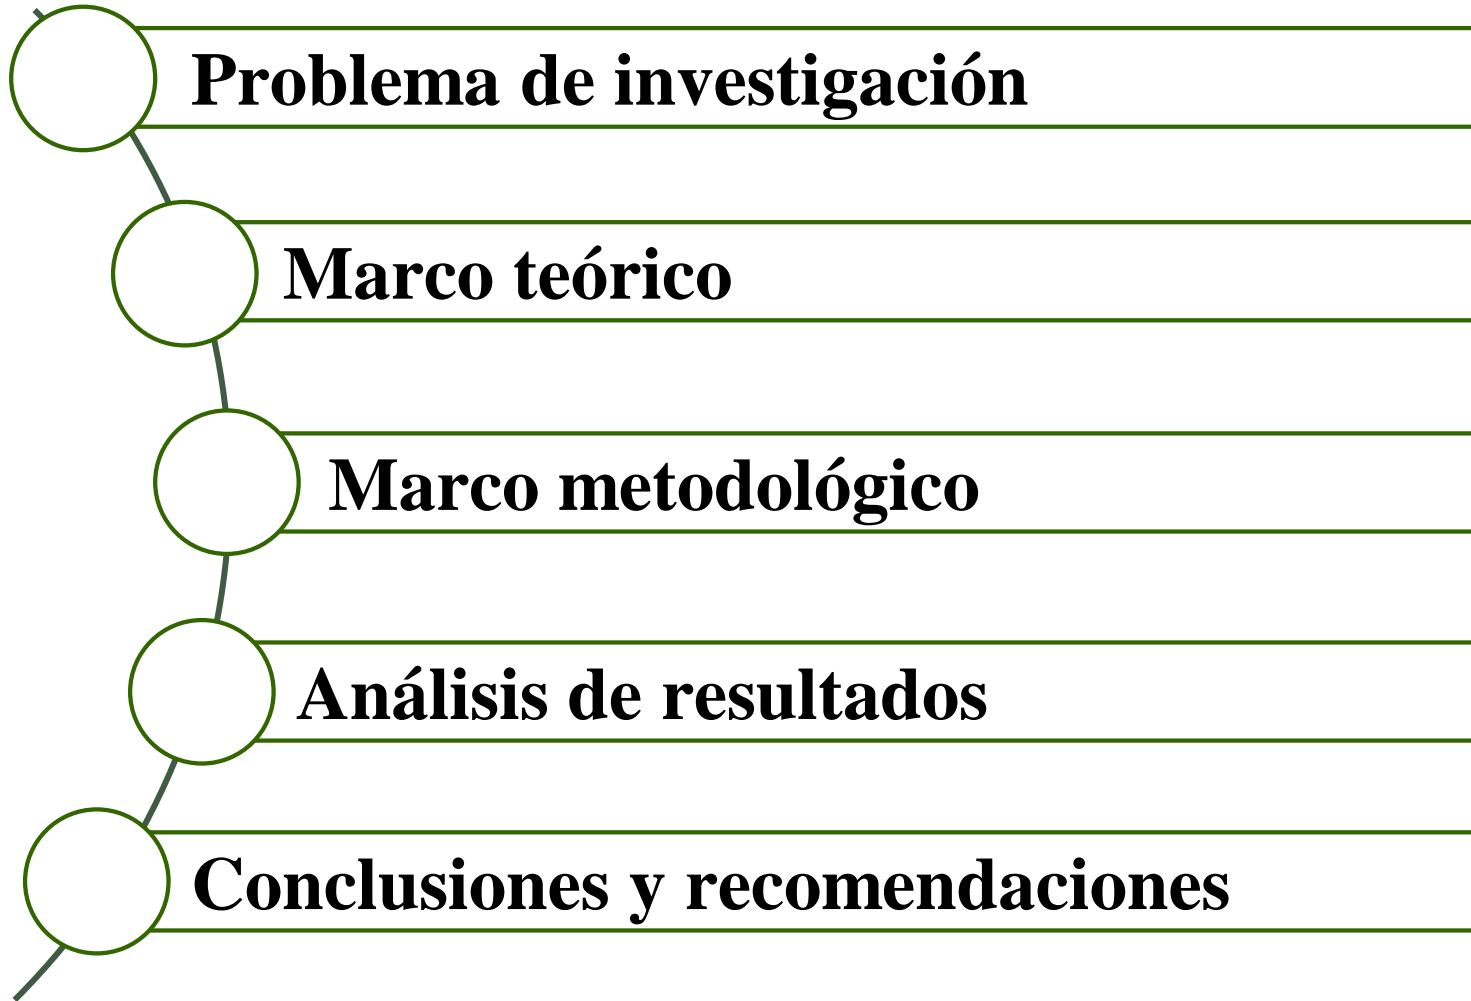 Problema de investigación
Marco teórico
Marco metodológico
Análisis de resultados
Conclusiones y recomendaciones